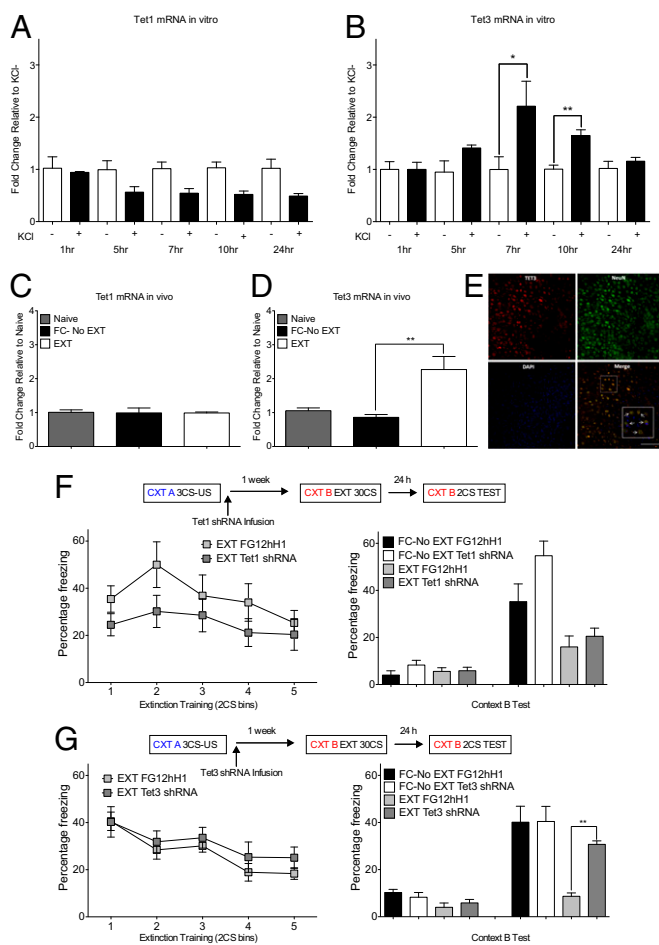 A
Tet1 mRNA in vitro
Fold Change Relative to KCl-
3
2
1
0
KCl
- + - + - + - + - +
1hr 5hr 7hr 10hr 24hr
B
Tet3 mRNA in vitro
Fold Change Relative to KCl-
3
2
1
0
*
**
KCl
- + - + - + - + - +
1hr 5hr 7hr 10hr 24hr
C
Tet1 mRNA in vivo
Fold Change Relative to Naive
4
3
2
1
0
Naive
FC- No EXT
EXT
D
Tet3 mRNA in vivo
Fold Change Relative to Naive
4
3
2
1
0
Naive
FC-No EXT
EXT
**
E
TET3
NeuN
DAPI
Merge
F
CXT A 3CS-US
1 week
CXT B EXT 30CS
24 h
CXT B 2CS TEST
Tet1 shRNA Infusion
Percentage freezing
60
40
20
0
EXT FG12hH1
EXT Tet1 shRNA
1 2 3 4 5
Extinction Training (2CS bins)
Percentage freezing
60
40
20
0
FC-No EXT FG12hH1
FC-No EXT Tet1 shRNA
EXT FG12hH1
EXT Tet1 shRNA
Context B Test
G
CXT A 3CS-US
1 week
CXT B EXT 30CS
24 h
CXT B 2CS TEST
Tet3 shRNA Infusion
Percentage freezing
60
40
20
0
EXT FG12hH1
EXT Tet3 shRNA
1 2 3 4 5
Extinction Training (2CS bins)
Percentage freezing
60
40
20
0
FC-No EXT FG12hH1
FC-No EXT Tet3 shRNA
EXT FG12hH1
EXT Tet3 shRNA
**
Context B Test